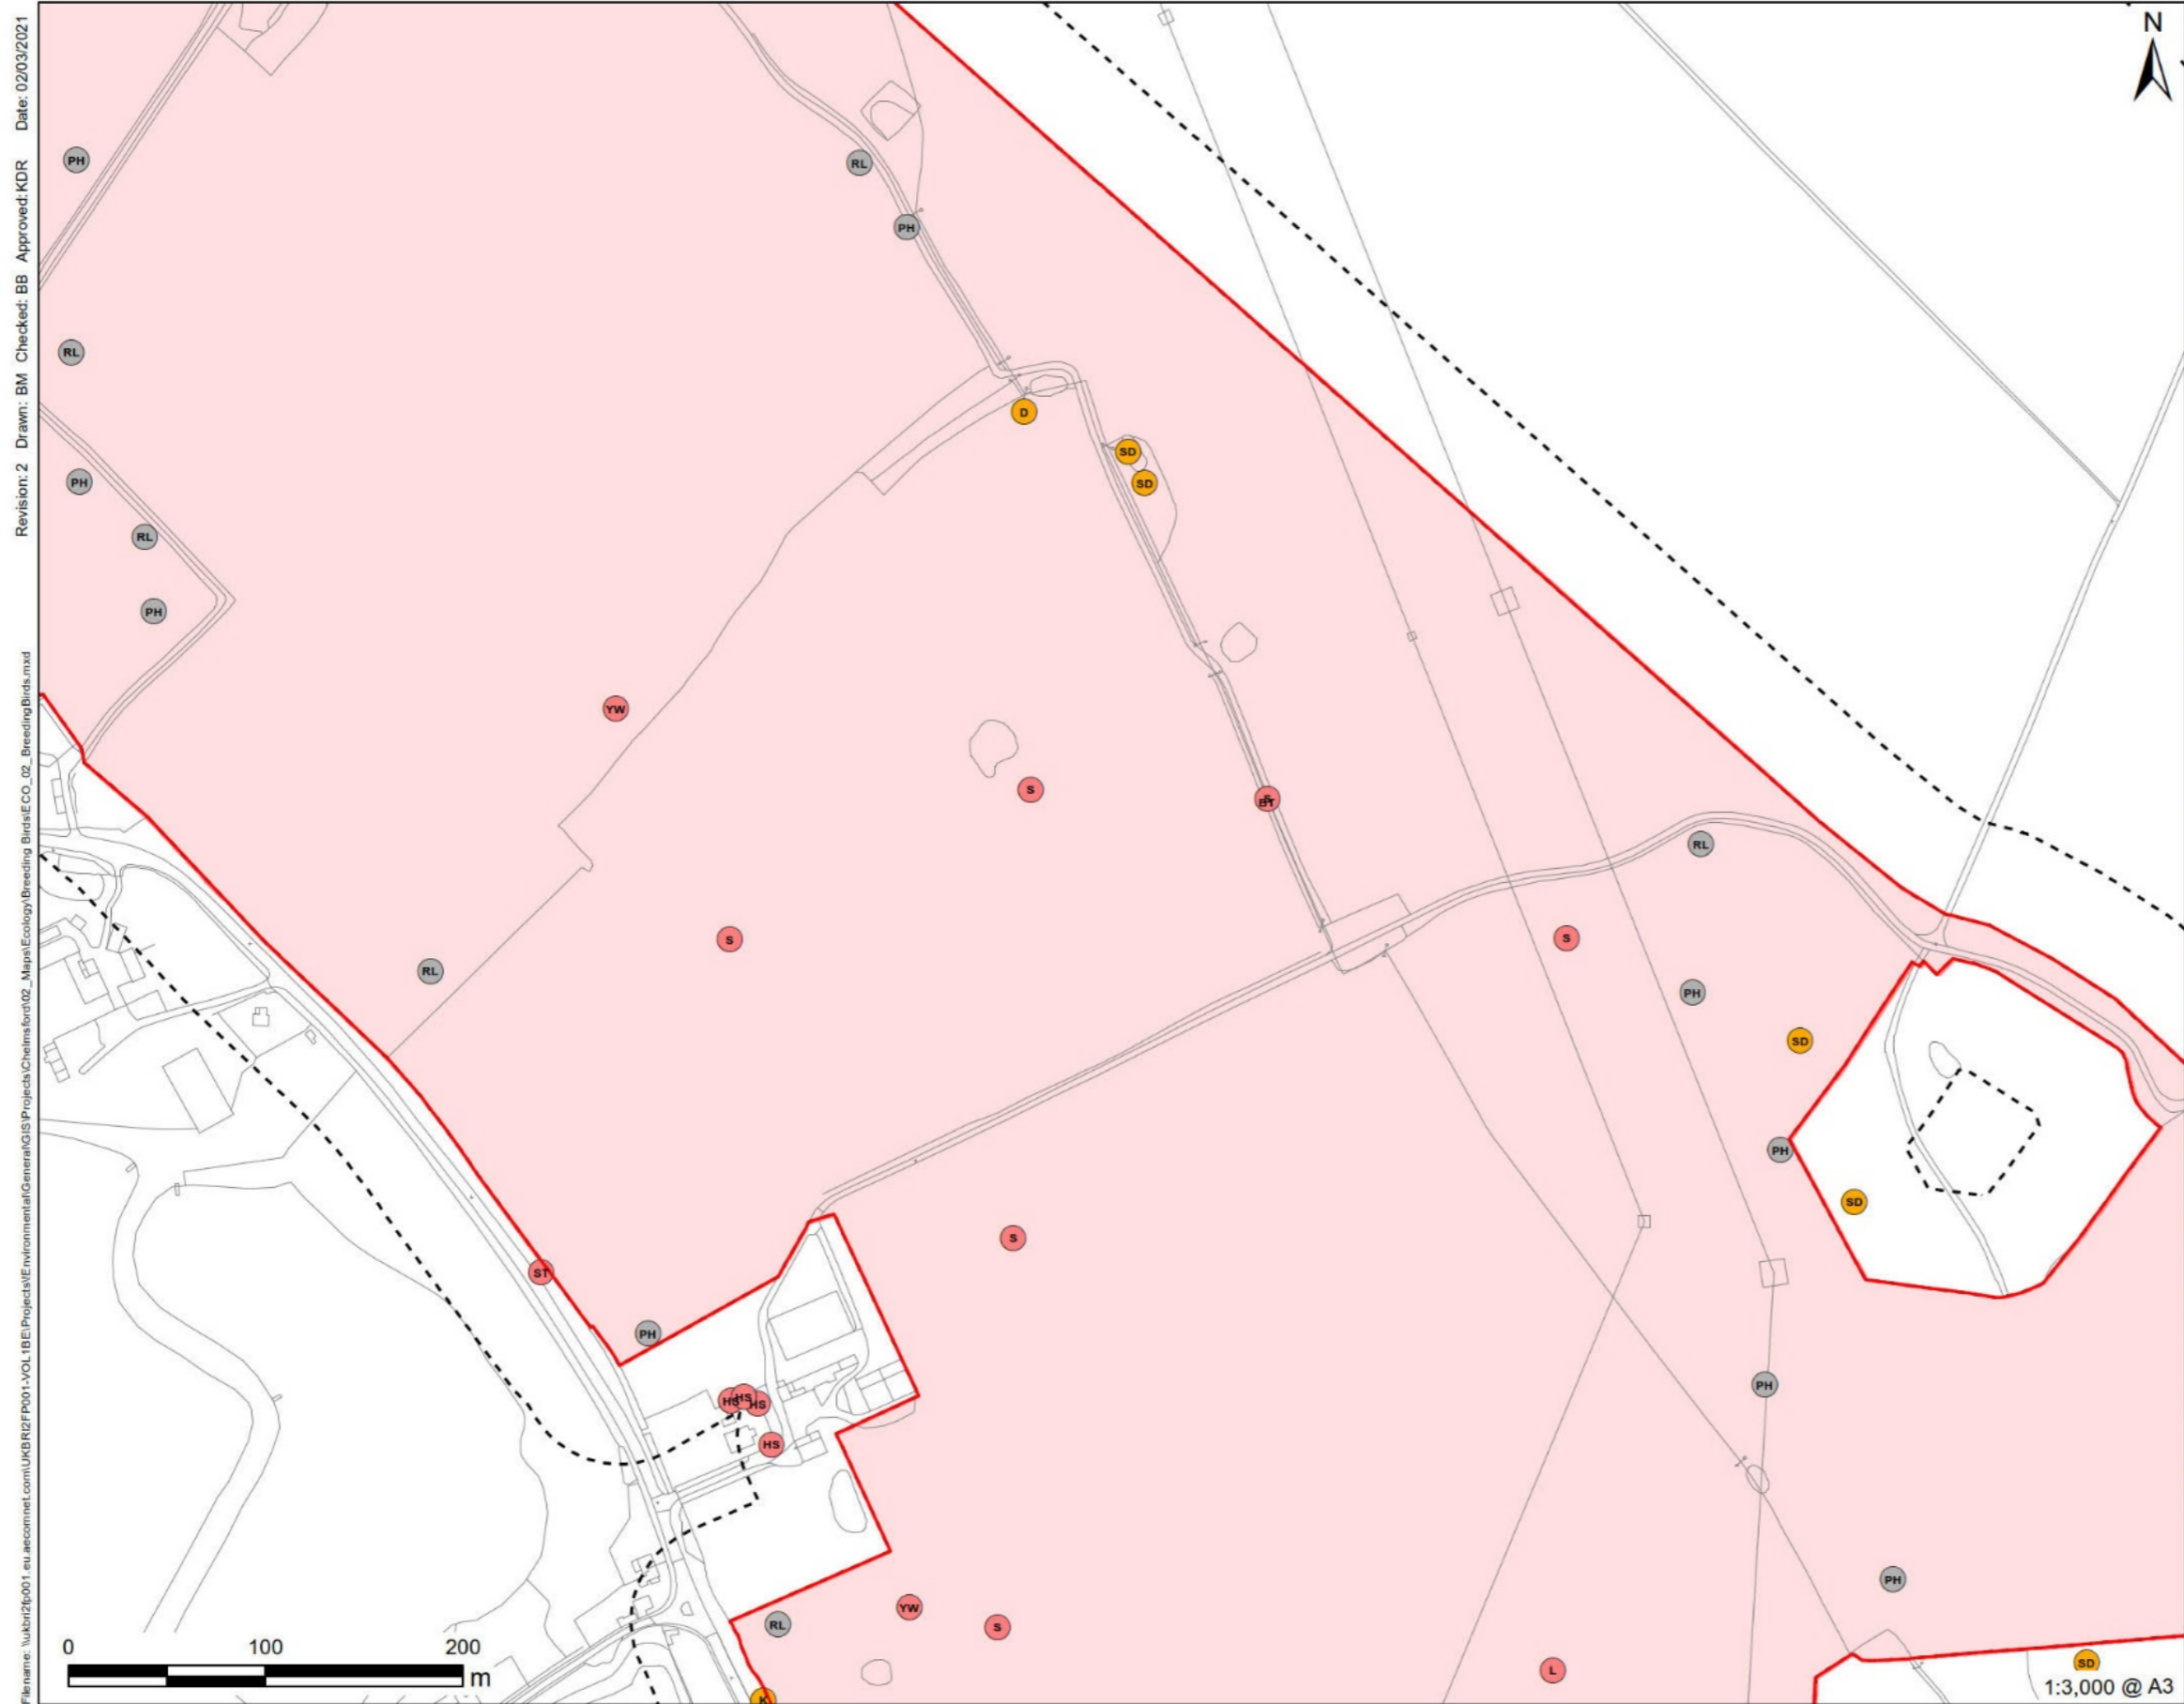 Revision: 2 Drawn: BM Checked: BB Approved: KDR Date: 02/03/2021
Filename: \\ukbri2fp001.eu.aecomnet.com\UKBRI2FP001-VOL1BE\Projects\Environmental\General\GIS\Projects\Chelmsford\02_Maps\Ecology\Breeding Birds\ECO_02_BreedingBirds.mxd
N
PH
RL
PH
RL
D
SD
SD
PH
RL
PH
YW
S
S
BT
RL
S
S
RL
PH
SD
PH
SD
S
ST
PH
PH
HS
HS
HS
HS
PH
YW
RL
S
L
SD
K
0 100 200
m
1:3,000 @ A3